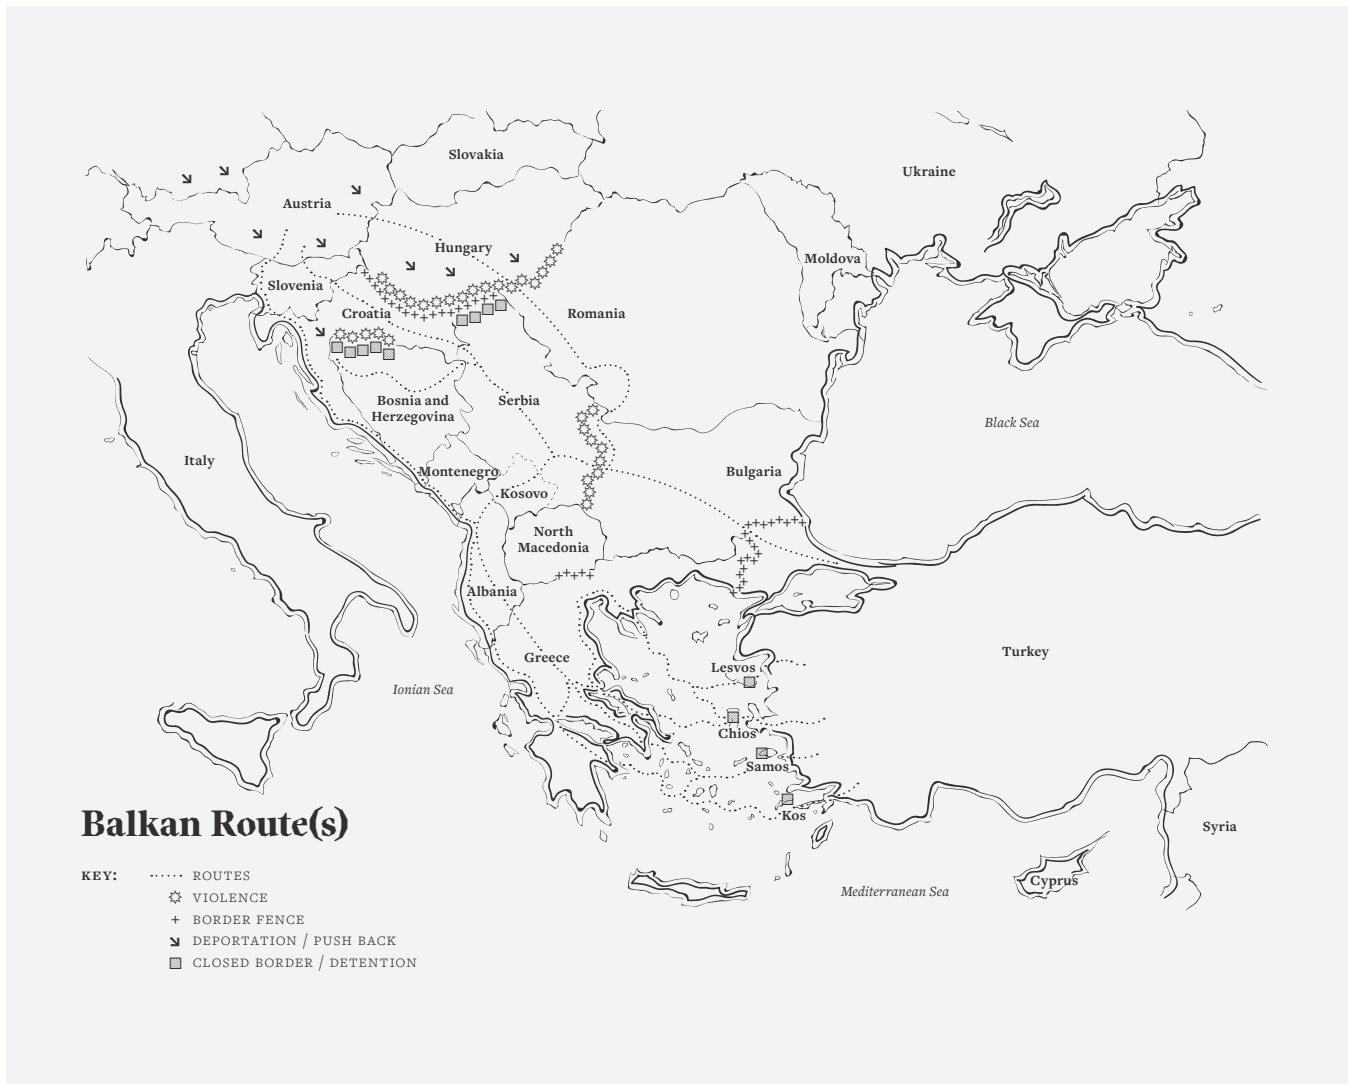 Slovakia
Ukraine
Austria
Hungary
Moldova
Slovenia
Croatia
Romania
Bosnia and
Herzegovina
Serbia
Black Sea
Italy
Montenegro
Bulgaria
Kosovo
North
Macedonia
Albania
Greece
Lesvos
Turkey
Ionian Sea
Chios
Samos
Kos
Syria
Cyprus
Mediterranean Sea
Balkan Route(s)
KEY: ROUTES
VIOLENCE
BORDER FENCE
DEPORTATION / PUSH BACK
CLOSED BORDER / DETENTION